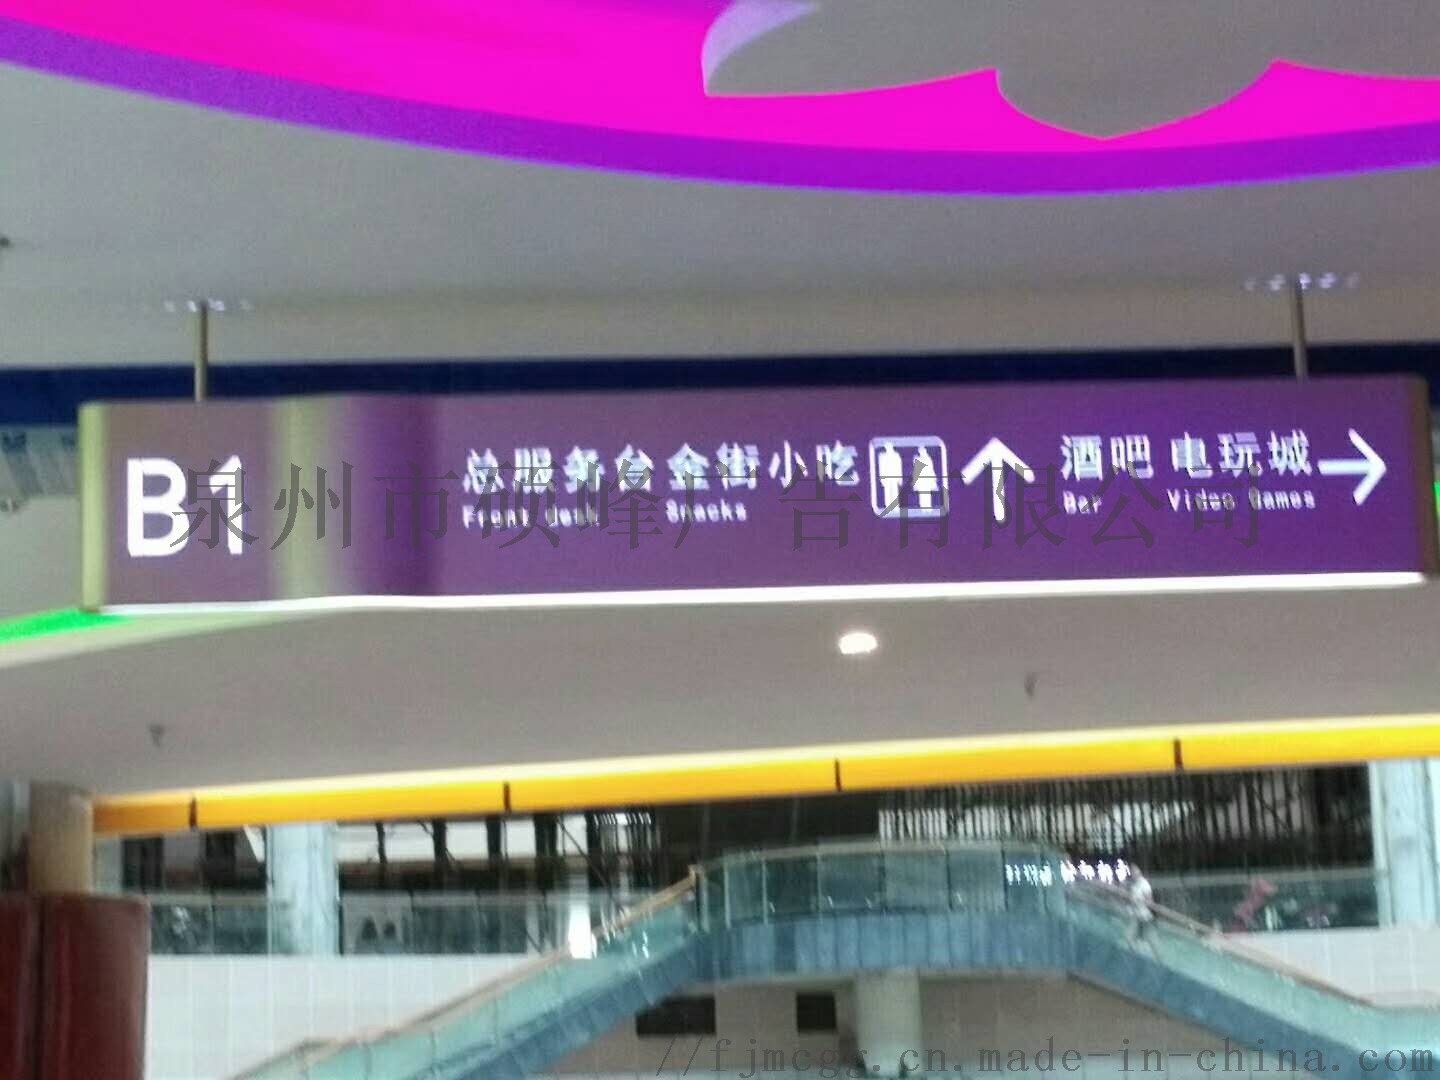 B1
总服务台 金街小吃
Front desk Snacks
酒吧 电玩城
Bar Video Games
泉州市硕峰广告有限公司
//fjmcgg.cn.made-in-china.com